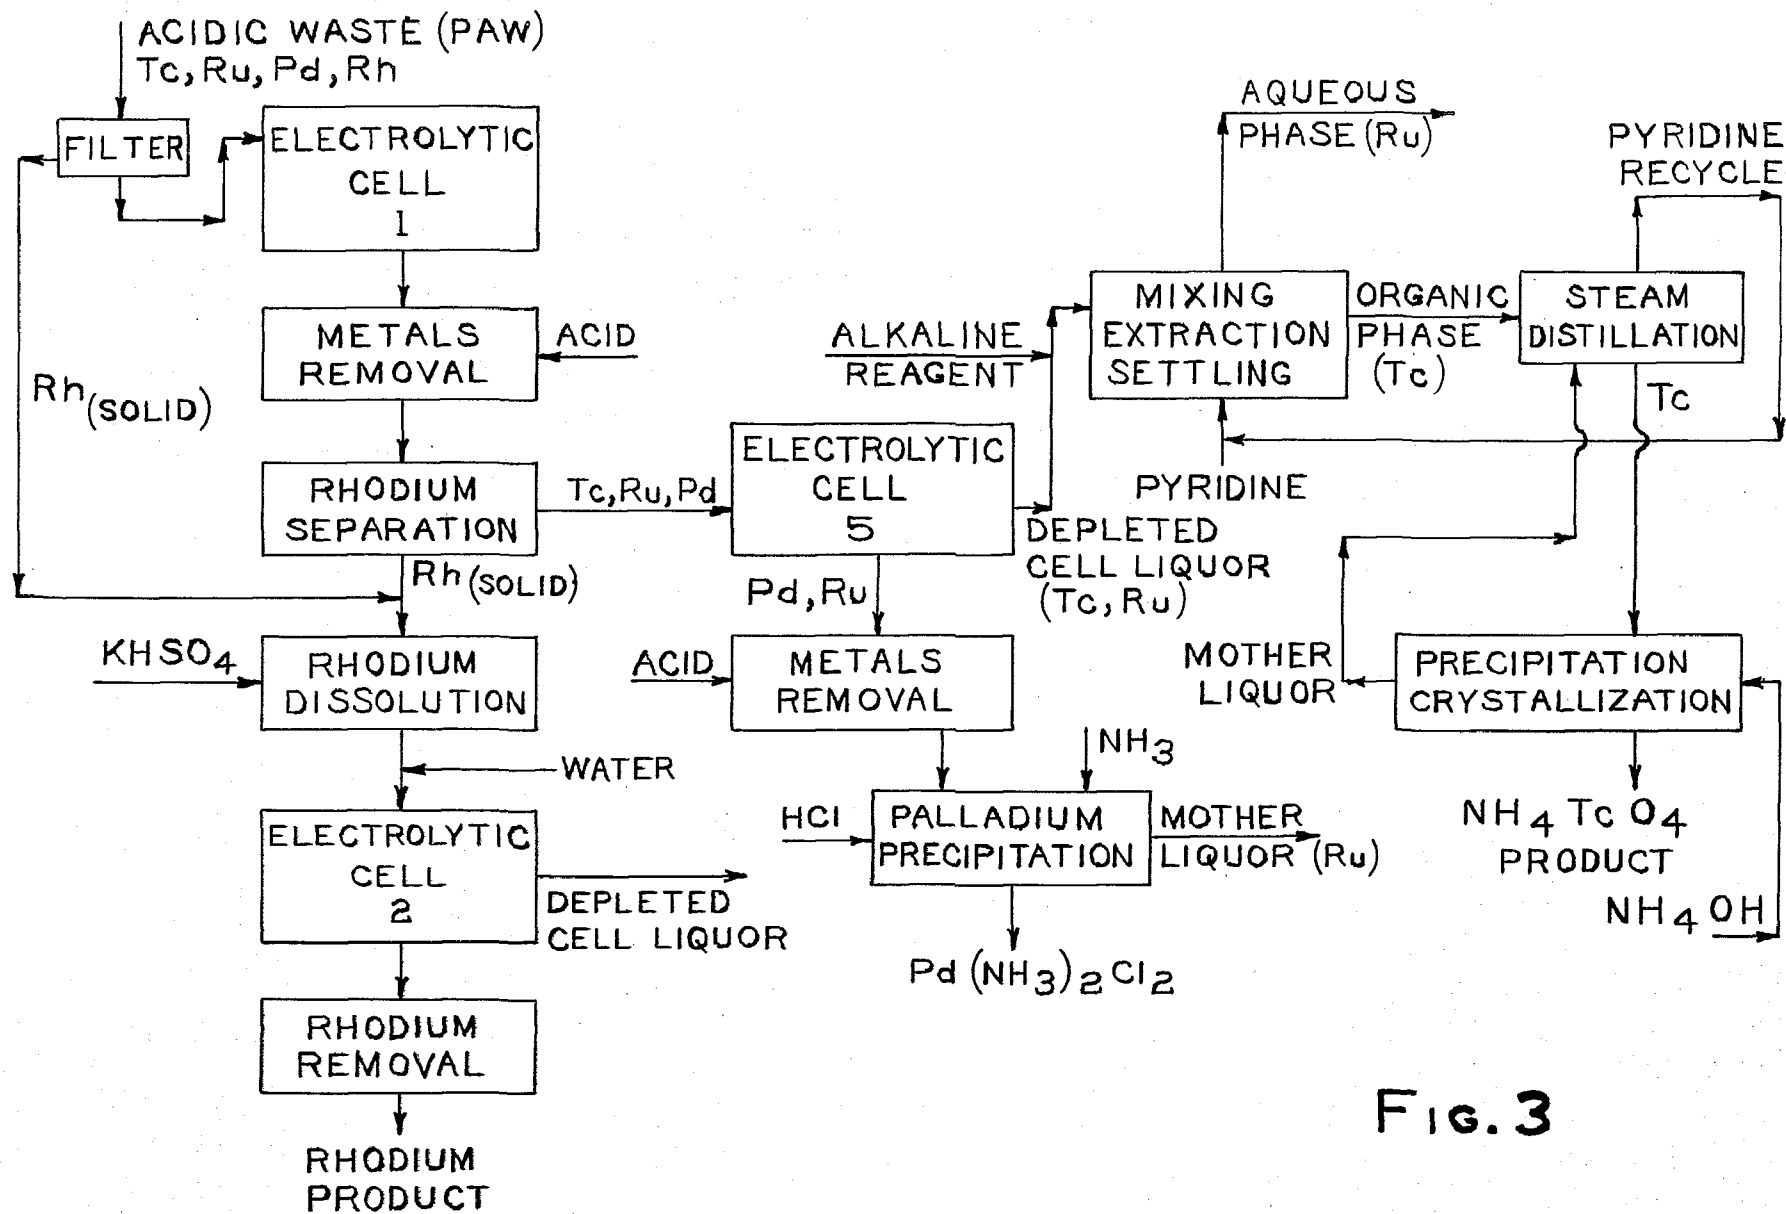 ACIDIC WASTE (PAW)
Tc, Ru, Pd, Rh
FILTER
ELECTROLYTIC
CELL
1
METALS
REMOVAL
ACID
Rh(SOLID)
RHODIUM
SEPARATION
Tc, Ru, Pd
Rh(SOLID)
KHSO4
RHODIUM
DISSOLUTION
WATER
ELECTROLYTIC
CELL
2
DEPLETED
CELL LIQUOR
RHODIUM
REMOVAL
RHODIUM
PRODUCT
ELECTROLYTIC
CELL
5
DEPLETED
CELL LIQUOR
(Tc, Ru)
Pd, Ru
ACID
METALS
REMOVAL
NH3
HCl
PALLADIUM
PRECIPITATION
MOTHER
LIQUOR (Ru)
Pd(NH3)2Cl2
ALKALINE
REAGENT
AQUEOUS
PHASE (Ru)
MIXING
EXTRACTION
SETTLING
PYRIDINE
ORGANIC
PHASE
(Tc)
PYRIDINE
RECYCLE
STEAM
DISTILLATION
Tc
MOTHER
LIQUOR
PRECIPITATION
CRYSTALLIZATION
NH4TcO4
PRODUCT
NH4OH
FIG. 3